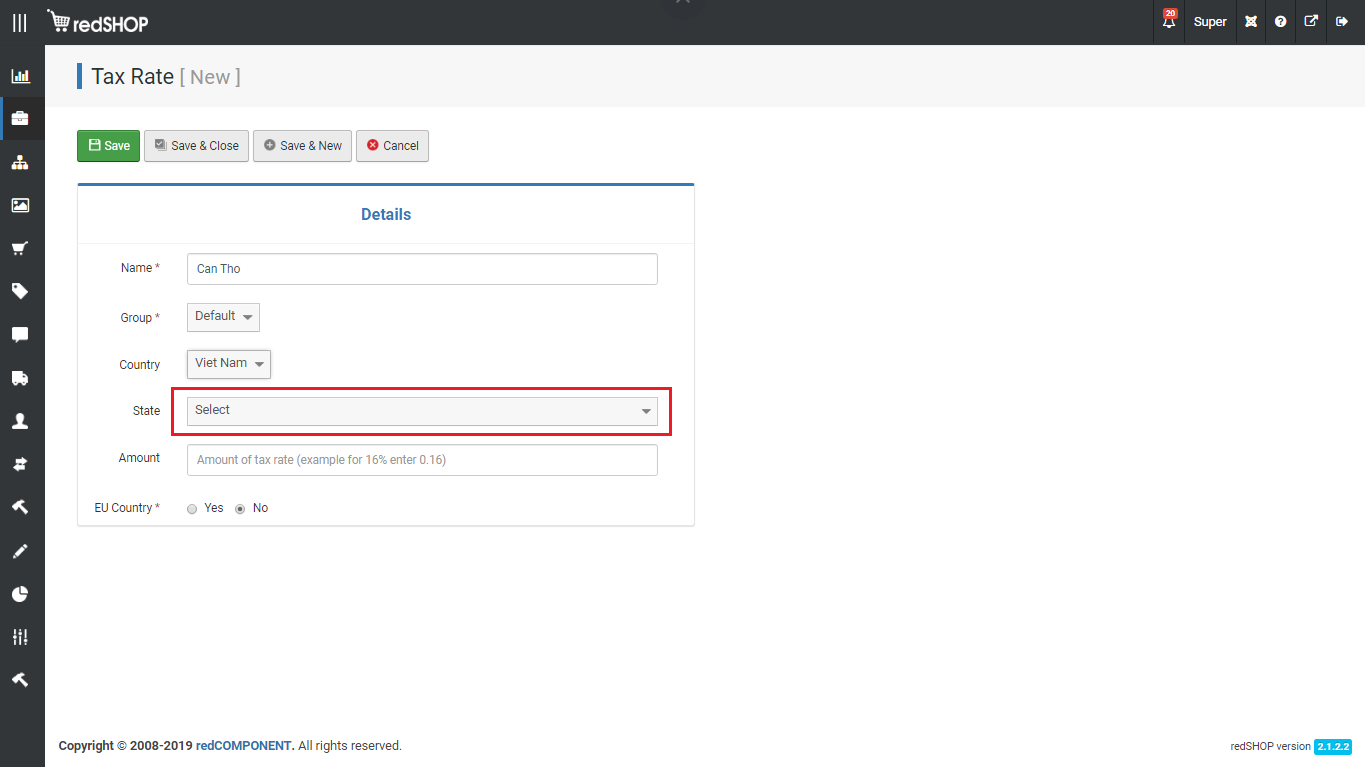 redSHOP
20
Super
Tax Rate [ New ]
Save
Save & Close
Save & New
Cancel
Details
Name *
Can Tho
Group *
Default
Country
Viet Nam
State
Select
Amount
Amount of tax rate (example for 16% enter 0.16)
EU Country *
Yes
No
Copyright © 2008-2019 redCOMPONENT. All rights reserved.
redSHOP version 2.1.2.2